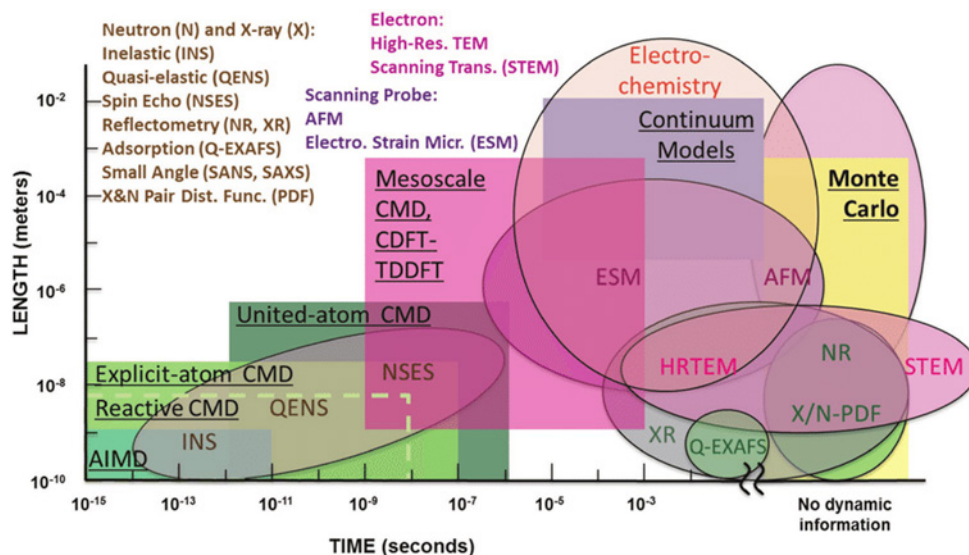 Neutron (N) and X-ray (X):
Inelastic (INS)
Quasi-elastic (QENS)
Spin Echo (NSES)
Reflectometry (NR, XR)
Adsorption (Q-EXAFS)
Small Angle (SANS, SAXS)
X&N Pair Dist. Func. (PDF)
Electron:
High-Res. TEM
Scanning Trans. (STEM)
Scanning Probe:
AFM
Electro. Strain Micr. (ESM)
Electro-
chemistry
Continuum
Models
Mesoscale
CMD,
CDFT-
TDDFT
Monte
Carlo
ESM
AFM
United-atom CMD
Explicit-atom CMD
Reactive CMD
AIMD
NSES
QENS
INS
HRTEM
NR
STEM
X/N-PDF
XR
Q-EXAFS
LENGTH (meters)
10-2
10-4
10-6
10-8
10-10
10-15
10-13
10-11
10-9
10-7
10-5
10-3
No dynamic
information
TIME (seconds)